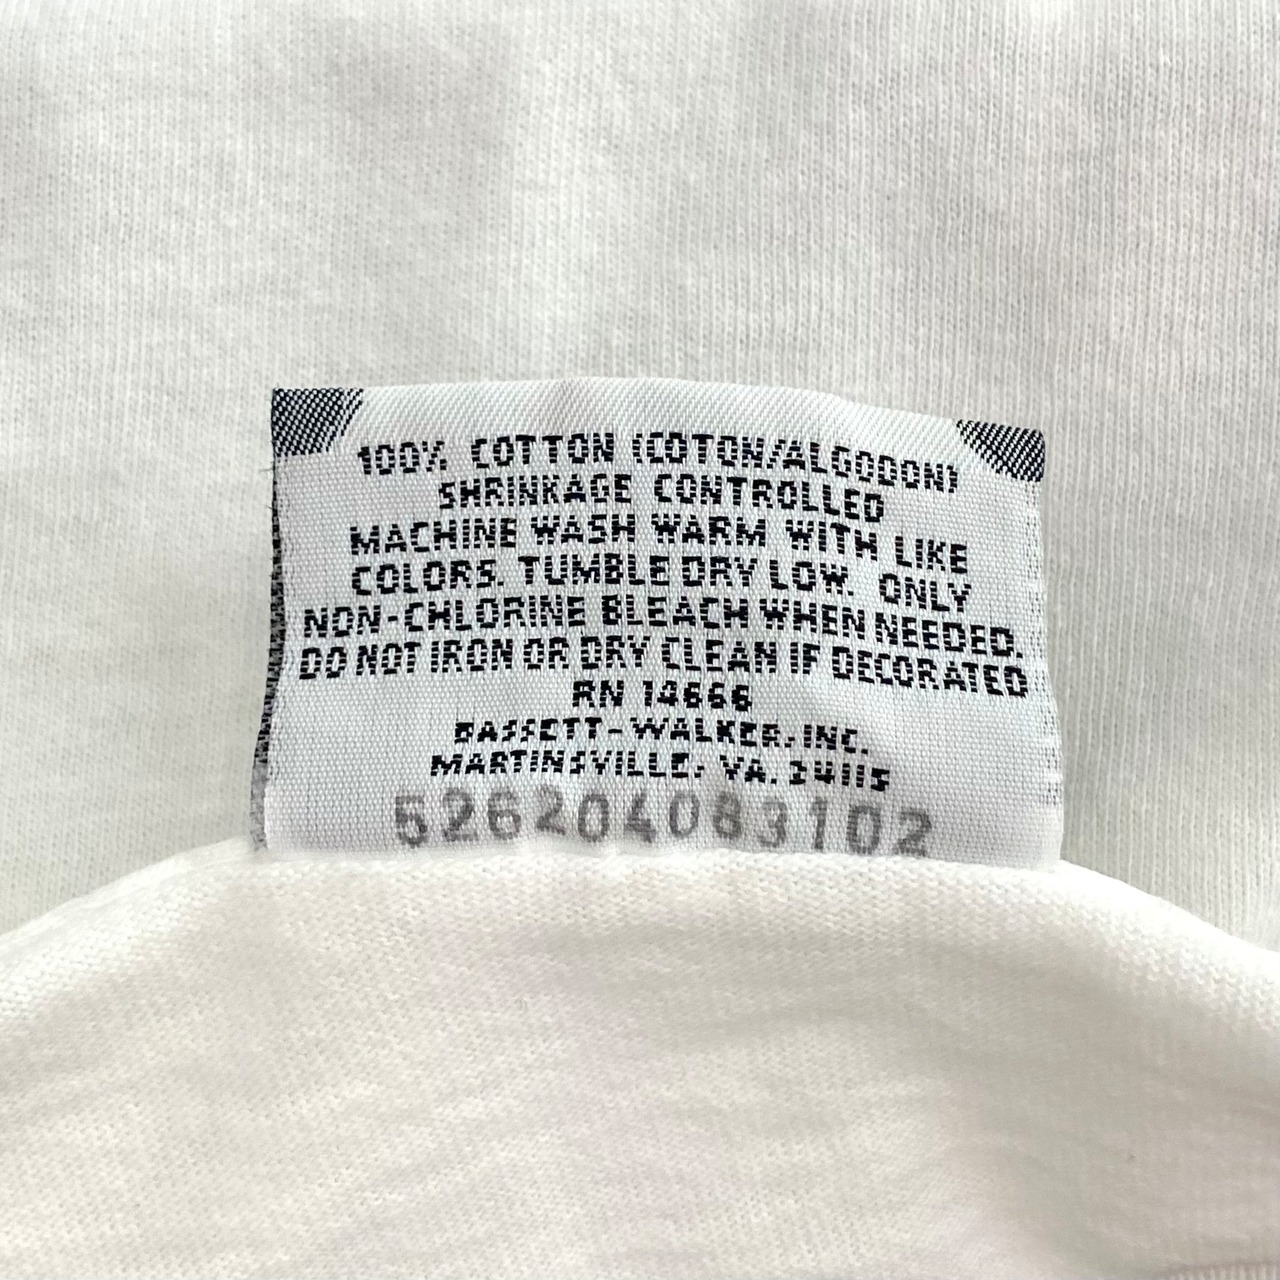 100% COTTON (COTON/ALGODON)
SHRINKAGE CONTROLLED
MACHINE WASH WARM WITH LIKE
COLORS. TUMBLE DRY LOW. ONLY
NON-CHLORINE BLEACH WHEN NEEDED.
DO NOT IRON OR DRY CLEAN IF DECORATED
RN 14666
BASSETT-WALKER, INC.
MARTINSVILLE, VA. 24115
526204083102